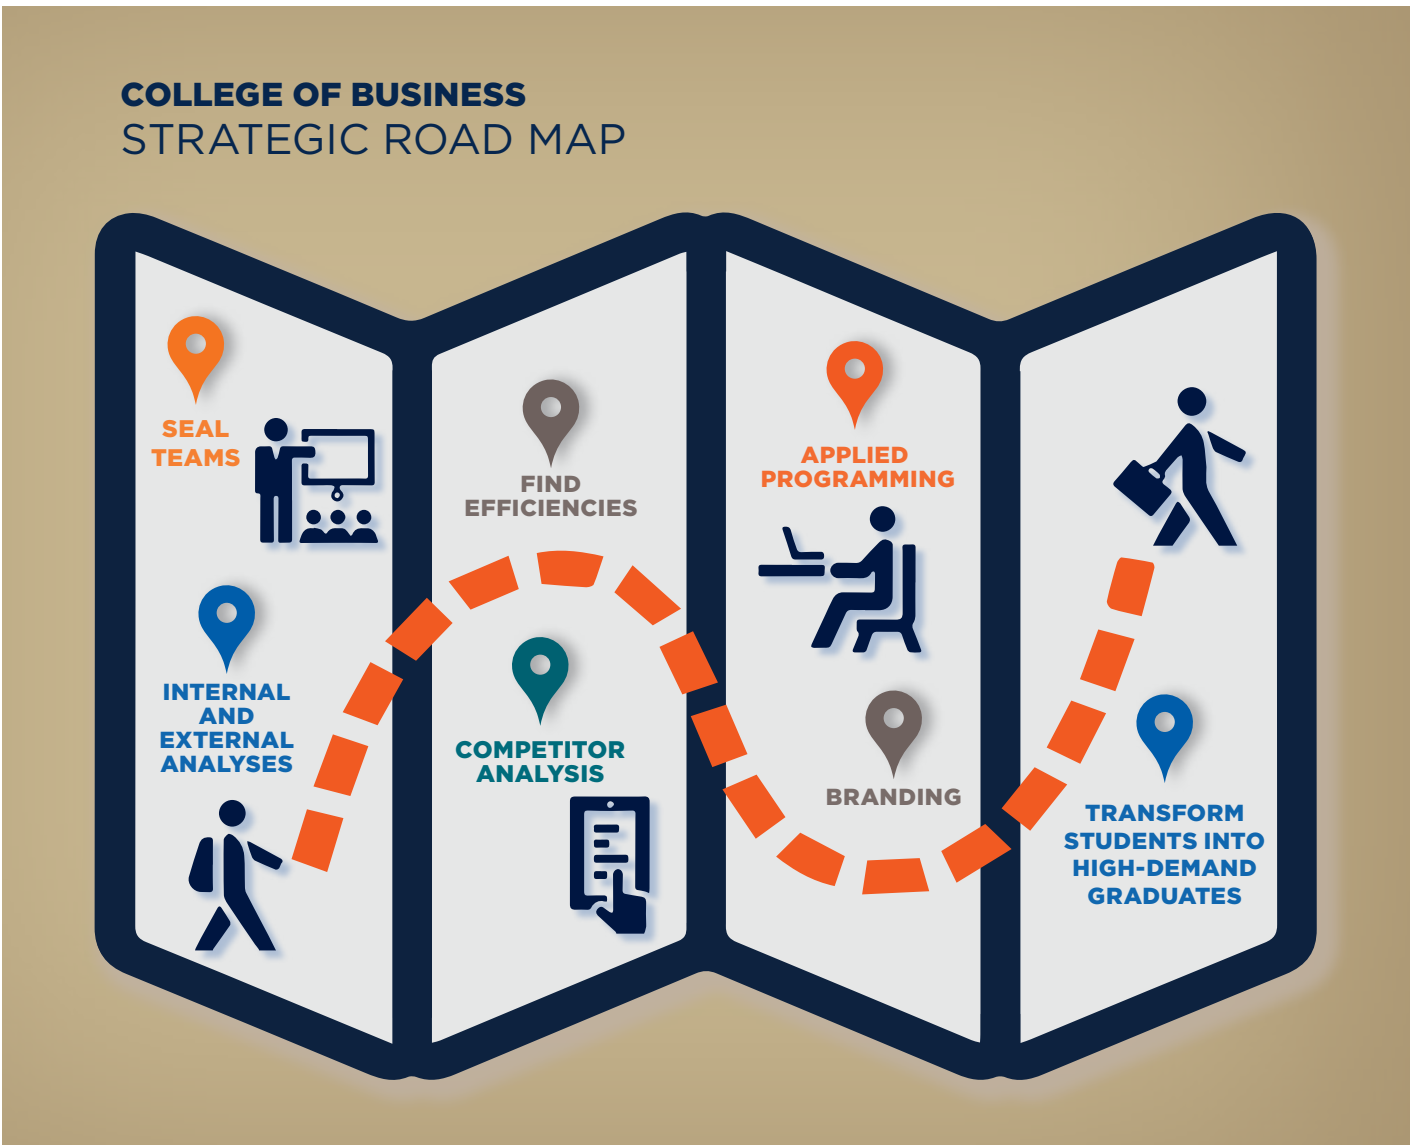 COLLEGE OF BUSINESS
STRATEGIC ROAD MAP
SEAL
TEAMS
INTERNAL
AND
EXTERNAL
ANALYSES
FIND
EFFICIENCIES
COMPETITOR
ANALYSIS
APPLIED
PROGRAMMING
BRANDING
TRANSFORM
STUDENTS INTO
HIGH-DEMAND
GRADUATES